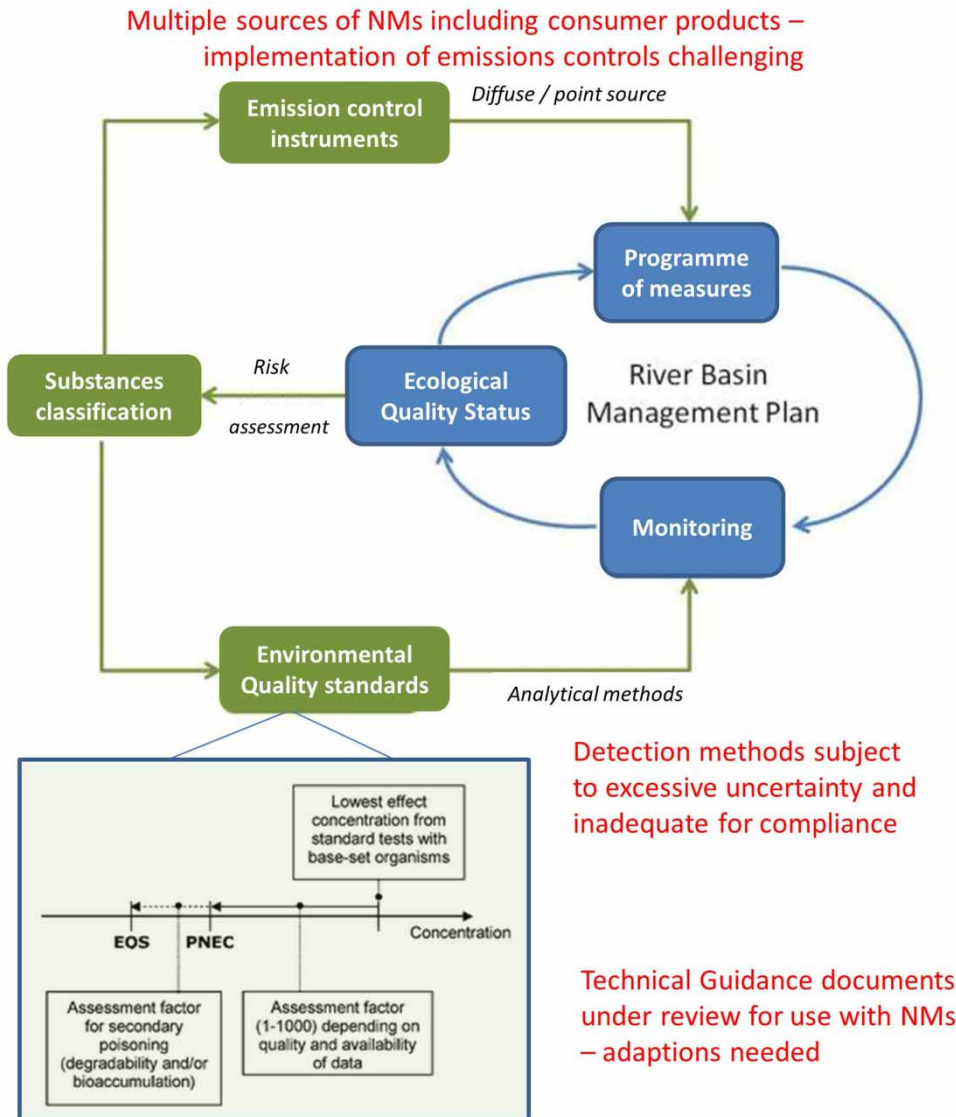 Multiple sources of NMs including consumer products –
implementation of emissions controls challenging
Emission control
instruments
Diffuse / point source
Programme
of measures
Substances
classification
Risk
assessment
Ecological
Quality Status
River Basin
Management Plan
Monitoring
Environmental
Quality standards
Analytical methods
Detection methods subject
to excessive uncertainty and
inadequate for compliance
Lowest effect
concentration from
standard tests with
base-set organisms
EQS
PNEC
Concentration
Assessment factor
for secondary
poisoning
(degradability and/or
bioaccumulation)
Assessment factor
(1-1000) depending on
quality and availability
of data
Technical Guidance documents
under review for use with NMs
– adaptions needed